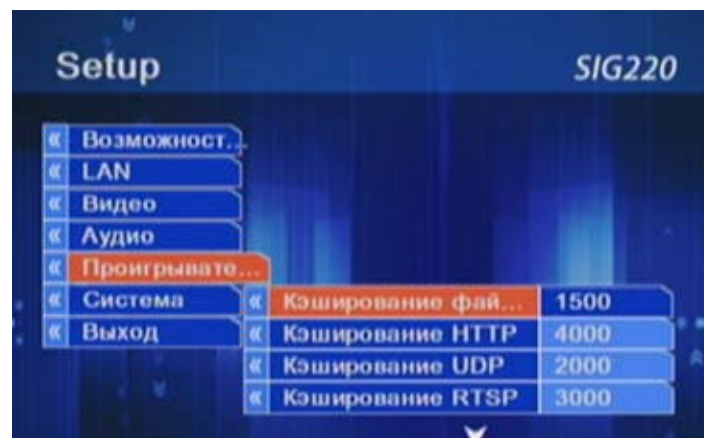 Setup SIG220
« Возможност...
« LAN
« Видео
« Аудио
« Проигрывате...
« Система « Кэширование фай... 1500
« Выход « Кэширование HTTP 4000
« Кэширование UDP 2000
« Кэширование RTSP 3000